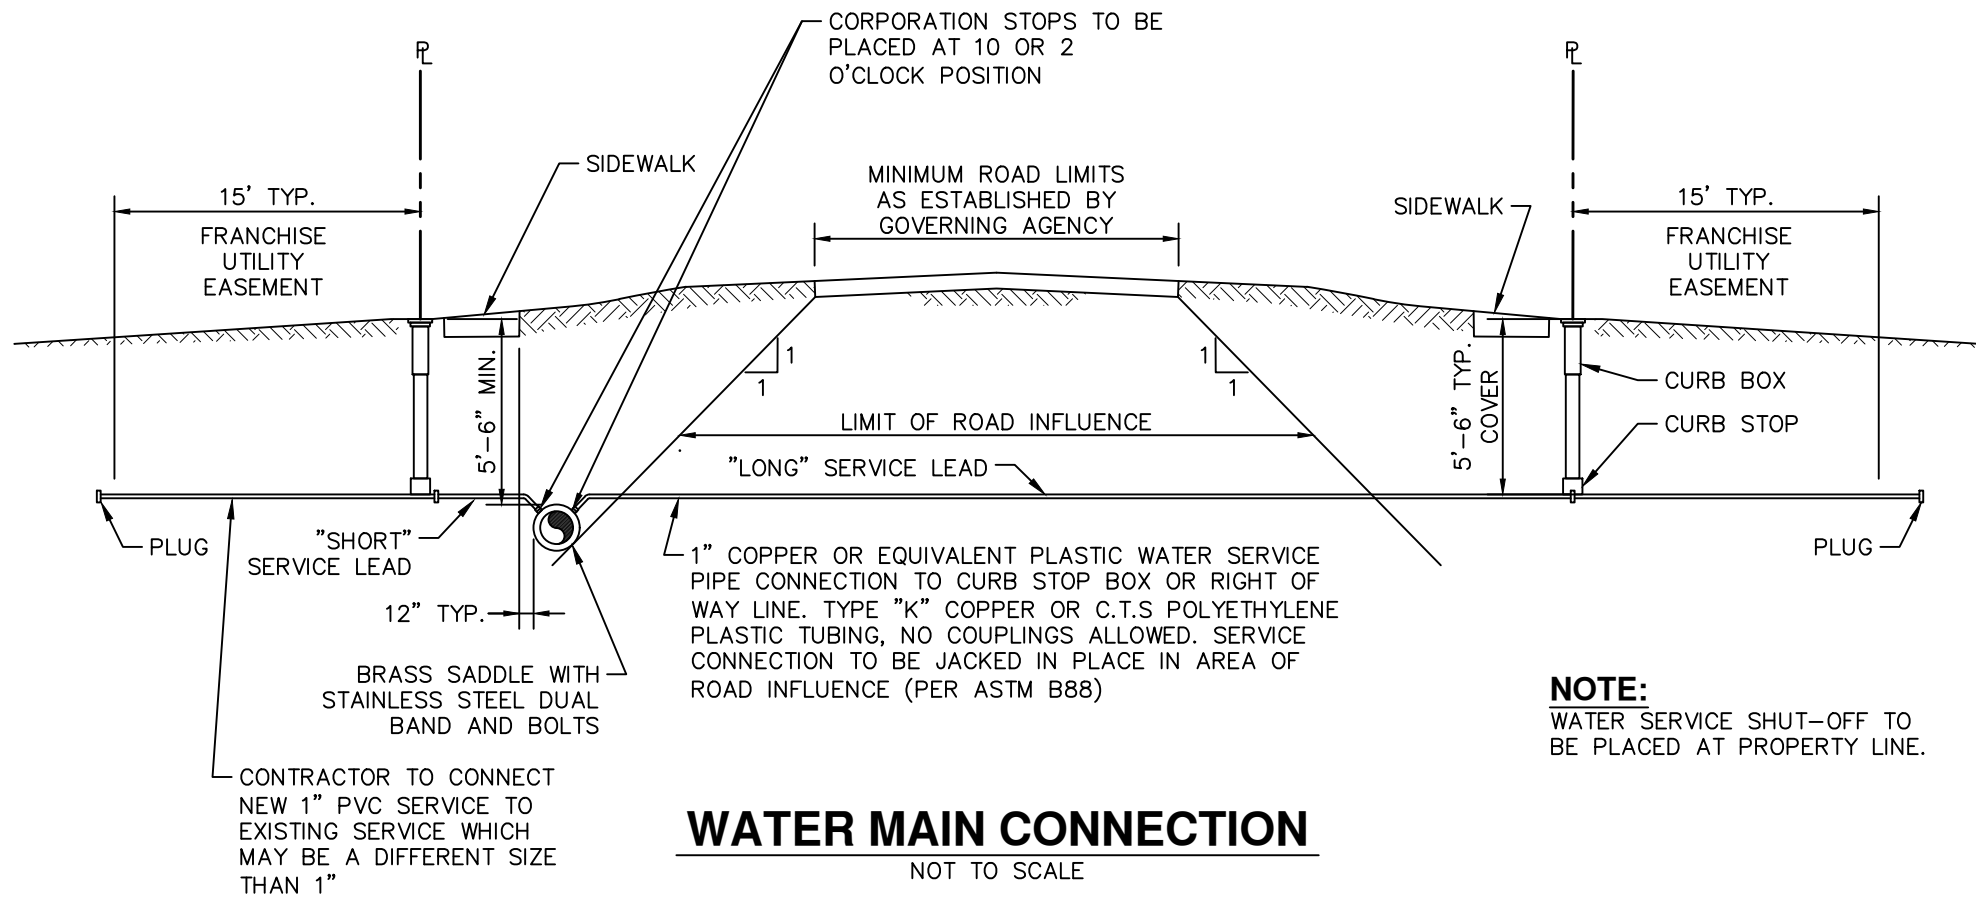 CORPORATION STOPS TO BE
PLACED AT 10 OR 2
O'CLOCK POSITION
PL
PL
SIDEWALK
MINIMUM ROAD LIMITS
AS ESTABLISHED BY
GOVERNING AGENCY
SIDEWALK
15' TYP.
FRANCHISE
UTILITY
EASEMENT
15' TYP.
FRANCHISE
UTILITY
EASEMENT
5'-6" MIN.
1
1
1
1
5'-6" TYP.
COVER
CURB BOX
CURB STOP
LIMIT OF ROAD INFLUENCE
"LONG" SERVICE LEAD
PLUG
"SHORT"
SERVICE LEAD
PLUG
12" TYP.
1" COPPER OR EQUIVALENT PLASTIC WATER SERVICE
PIPE CONNECTION TO CURB STOP BOX OR RIGHT OF
WAY LINE. TYPE "K" COPPER OR C.T.S POLYETHYLENE
PLASTIC TUBING, NO COUPLINGS ALLOWED. SERVICE
CONNECTION TO BE JACKED IN PLACE IN AREA OF
ROAD INFLUENCE (PER ASTM B88)
BRASS SADDLE WITH
STAINLESS STEEL DUAL
BAND AND BOLTS
NOTE:
WATER SERVICE SHUT-OFF TO
BE PLACED AT PROPERTY LINE.
CONTRACTOR TO CONNECT
NEW 1" PVC SERVICE TO
EXISTING SERVICE WHICH
MAY BE A DIFFERENT SIZE
THAN 1"
WATER MAIN CONNECTION
NOT TO SCALE